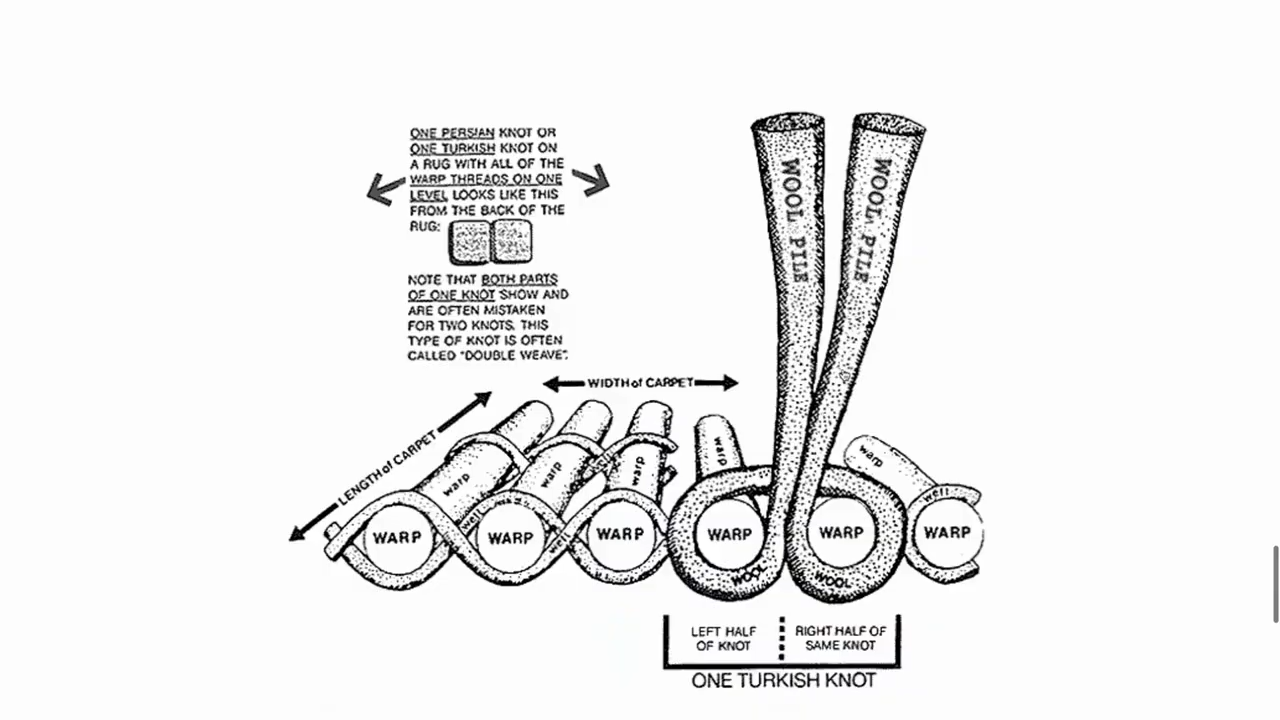 ONE PERSIAN KNOT OR
ONE TURKISH KNOT ON
A RUG WITH ALL OF THE
WARP THREADS ON ONE
LEVEL LOOKS LIKE THIS
FROM THE BACK OF THE
RUG:
NOTE THAT BOTH PARTS
OF ONE KNOT SHOW AND
ARE OFTEN MISTAKEN
FOR TWO KNOTS. THIS
TYPE OF KNOT IS OFTEN
CALLED "DOUBLE WEAVE".
WOOL PILE
WOOL PILE
WIDTH of CARPET
LENGTH of CARPET
warp
warp
warp
warp
warp
weft
weft
WARP
WARP
WARP
WARP
WARP
WARP
WOOL
WOOL
LEFT HALF
OF KNOT
RIGHT HALF OF
SAME KNOT
ONE TURKISH KNOT